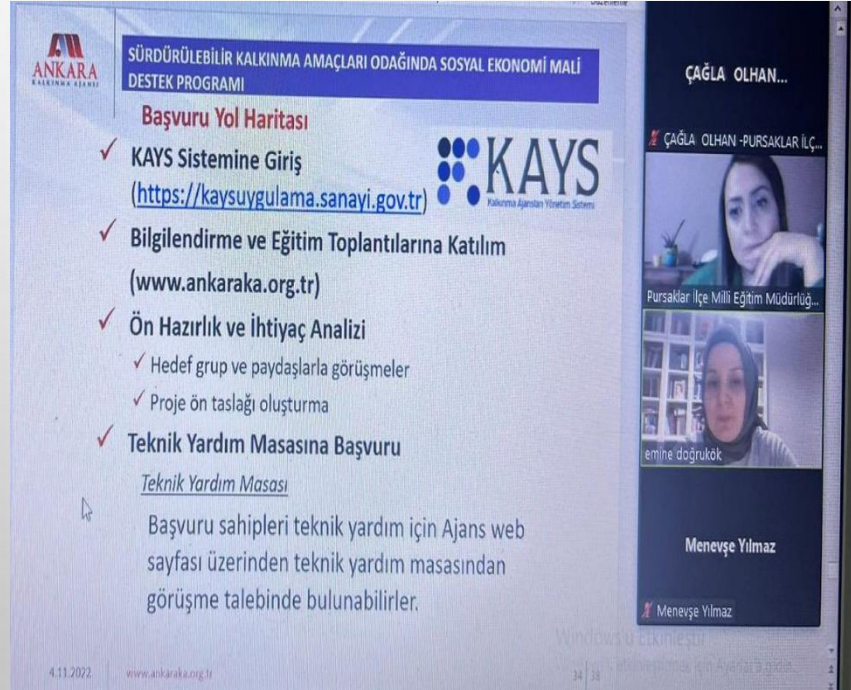 ANKARA
KALKINMA AJANSI
SÜRDÜRÜLEBİLİR KALKINMA AMAÇLARI ODAĞINDA SOSYAL EKONOMİ MALİ
DESTEK PROGRAMI
Başvuru Yol Haritası
✓ KAYS Sistemine Giriş
(https://kaysuygulama.sanayi.gov.tr)
KAYS
Kalkınma Ajansları Yönetim Sistemi
✓ Bilgilendirme ve Eğitim Toplantılarına Katılım
(www.ankaraka.org.tr)
✓ Ön Hazırlık ve İhtiyaç Analizi
✓ Hedef grup ve paydaşlarla görüşmeler
✓ Proje ön taslağı oluşturma
✓ Teknik Yardım Masasına Başvuru
Teknik Yardım Masası
Başvuru sahipleri teknik yardım için Ajans web
sayfası üzerinden teknik yardım masasından
görüşme talebinde bulunabilirler.
4.11.2022
www.ankaraka.org.tr
34 38
ÇAĞLA OLHAN...
ÇAĞLA OLHAN -PURSAKLAR İLÇ...
Pursaklar İlçe Milli Eğitim Müdürlüğ...
emine doğrukök
Menevşe Yılmaz
Menevşe Yılmaz
Windows'u Etkinleştir